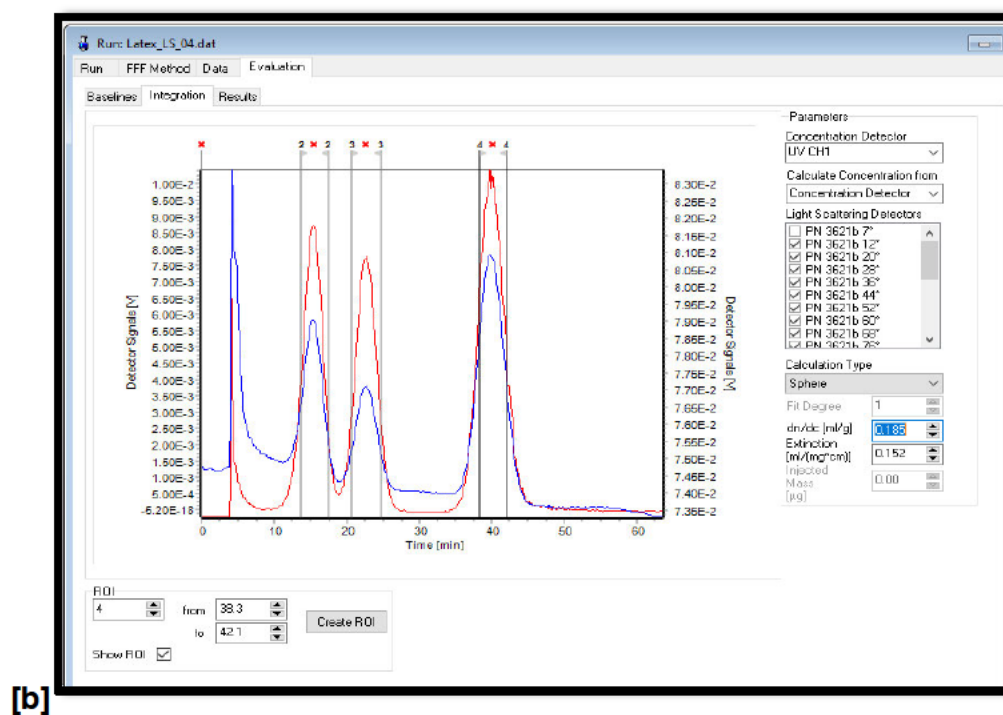 Run: Latex_LS_04.dat
Run FFF Method Data Evaluation
Baselines Integration Results
2 2 3 3 4 4
1.00E-2
9.50E-3
9.00E-3
8.50E-3
8.00E-3
7.50E-3
7.00E-3
6.50E-3
6.00E-3
5.50E-3
5.00E-3
4.50E-3
4.00E-3
3.50E-3
3.00E-3
2.50E-3
2.00E-3
1.50E-3
1.00E-3
5.00E-4
-6.20E-18
Detector Signals [V]
0 10 20 30 40 50 60
Time [min]
8.30E-2
8.25E-2
8.20E-2
8.15E-2
8.10E-2
8.05E-2
8.00E-2
7.95E-2
7.90E-2
7.85E-2
7.80E-2
7.75E-2
7.70E-2
7.65E-2
7.60E-2
7.55E-2
7.50E-2
7.45E-2
7.40E-2
7.35E-2
Detector Signals [V]
Parameters
Concentration Detector
UV CH1
Calculate Concentration from
Concentration Detector
Light Scattering Detectors
PN 3621b 7°
PN 3621b 12°
PN 3621b 20°
PN 3621b 28°
PN 3621b 36°
PN 3621b 44°
PN 3621b 52°
PN 3621b 60°
PN 3621b 68°
PN 3621b 76°
Calculation Type
Sphere
Fit Degree 1
dn/dc [ml/g] 0.185
Extinction
[ml/(mg*cm)] 0.152
Injected
Mass 0.00
[µg]
ROI
4 from 38.3
to 42.1
Create ROI
Show ROI
[b]